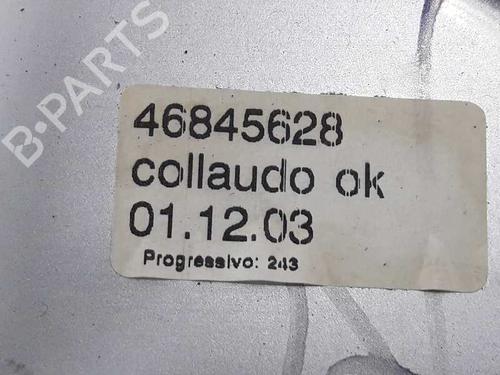 B-PARTS
46845628
collaudo ok
01.12.03
Progressivo: 243